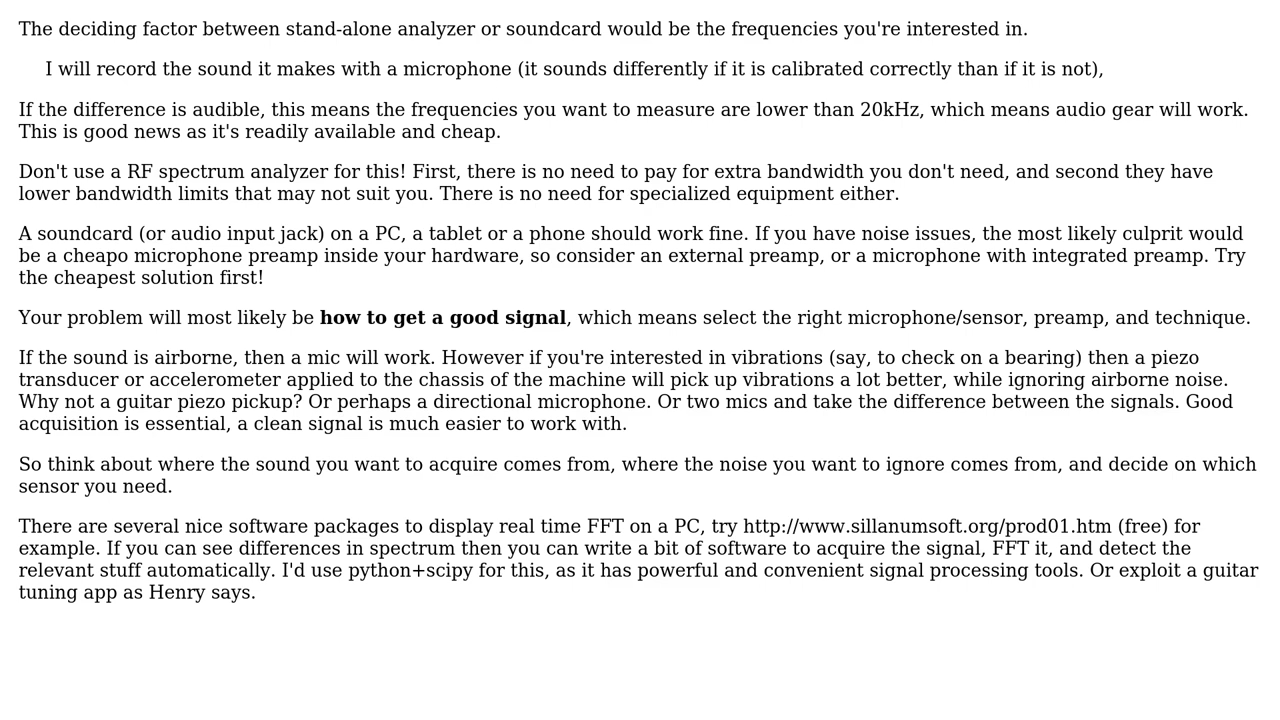 The deciding factor between stand-alone analyzer or soundcard would be the frequencies you're interested in.
I will record the sound it makes with a microphone (it sounds differently if it is calibrated correctly than if it is not),
If the difference is audible, this means the frequencies you want to measure are lower than 20kHz, which means audio gear will work.
This is good news as it's readily available and cheap.
Don't use a RF spectrum analyzer for this! First, there is no need to pay for extra bandwidth you don't need, and second they have
lower bandwidth limits that may not suit you. There is no need for specialized equipment either.
A soundcard (or audio input jack) on a PC, a tablet or a phone should work fine. If you have noise issues, the most likely culprit would
be a cheapo microphone preamp inside your hardware, so consider an external preamp, or a microphone with integrated preamp. Try
the cheapest solution first!
Your problem will most likely be how to get a good signal, which means select the right microphone/sensor, preamp, and technique.
If the sound is airborne, then a mic will work. However if you're interested in vibrations (say, to check on a bearing) then a piezo
transducer or accelerometer applied to the chassis of the machine will pick up vibrations a lot better, while ignoring airborne noise.
Why not a guitar piezo pickup? Or perhaps a directional microphone. Or two mics and take the difference between the signals. Good
acquisition is essential, a clean signal is much easier to work with.
So think about where the sound you want to acquire comes from, where the noise you want to ignore comes from, and decide on which
sensor you need.
There are several nice software packages to display real time FFT on a PC, try http://www.sillanumsoft.org/prod01.htm (free) for
example. If you can see differences in spectrum then you can write a bit of software to acquire the signal, FFT it, and detect the
relevant stuff automatically. I'd use python+scipy for this, as it has powerful and convenient signal processing tools. Or exploit a guitar
tuning app as Henry says.